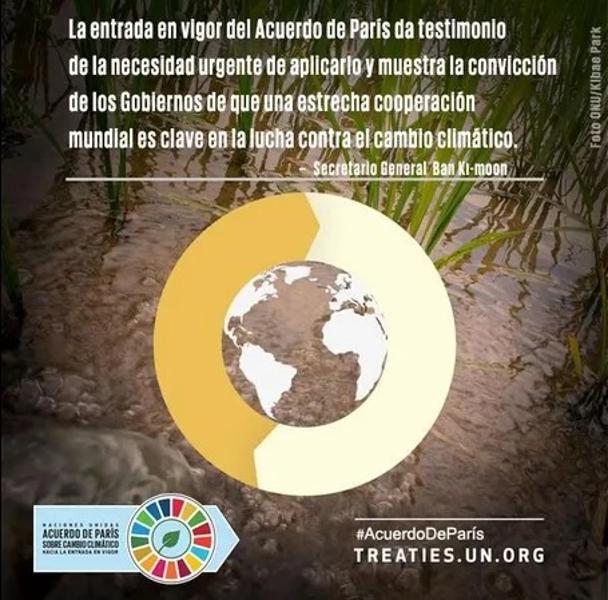 La entrada en vigor del Acuerdo de París da testimonio
de la necesidad urgente de aplicarlo y muestra la convicción
de los Gobiernos de que una estrecha cooperación
mundial es clave en la lucha contra el cambio climático.
- Secretario General Ban Ki-moon
Foto ONU/Kibae Park
NACIONES UNIDAS
ACUERDO DE PARÍS
SOBRE CAMBIO CLIMÁTICO
HACIA LA ENTRADA EN VIGOR
#AcuerdoDeParís
TREATIES.UN.ORG